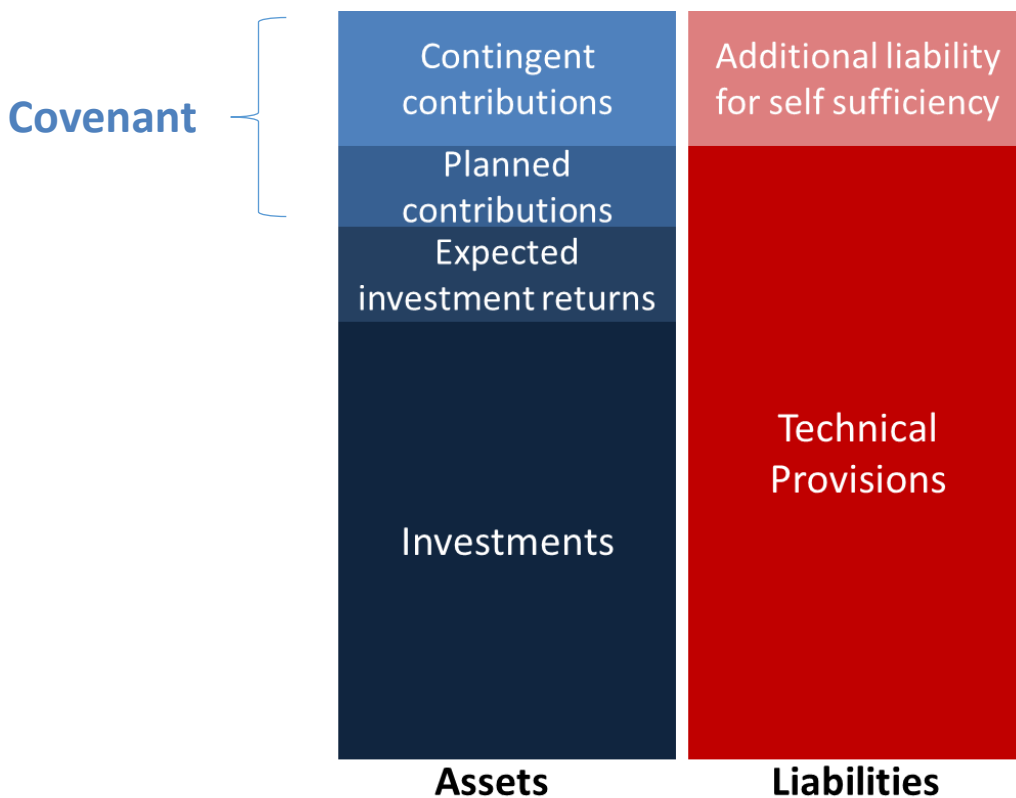 Covenant
Contingent
contributions
Planned
contributions
Expected
investment returns
Investments
Assets
Additional liability
for self sufficiency
Technical
Provisions
Liabilities